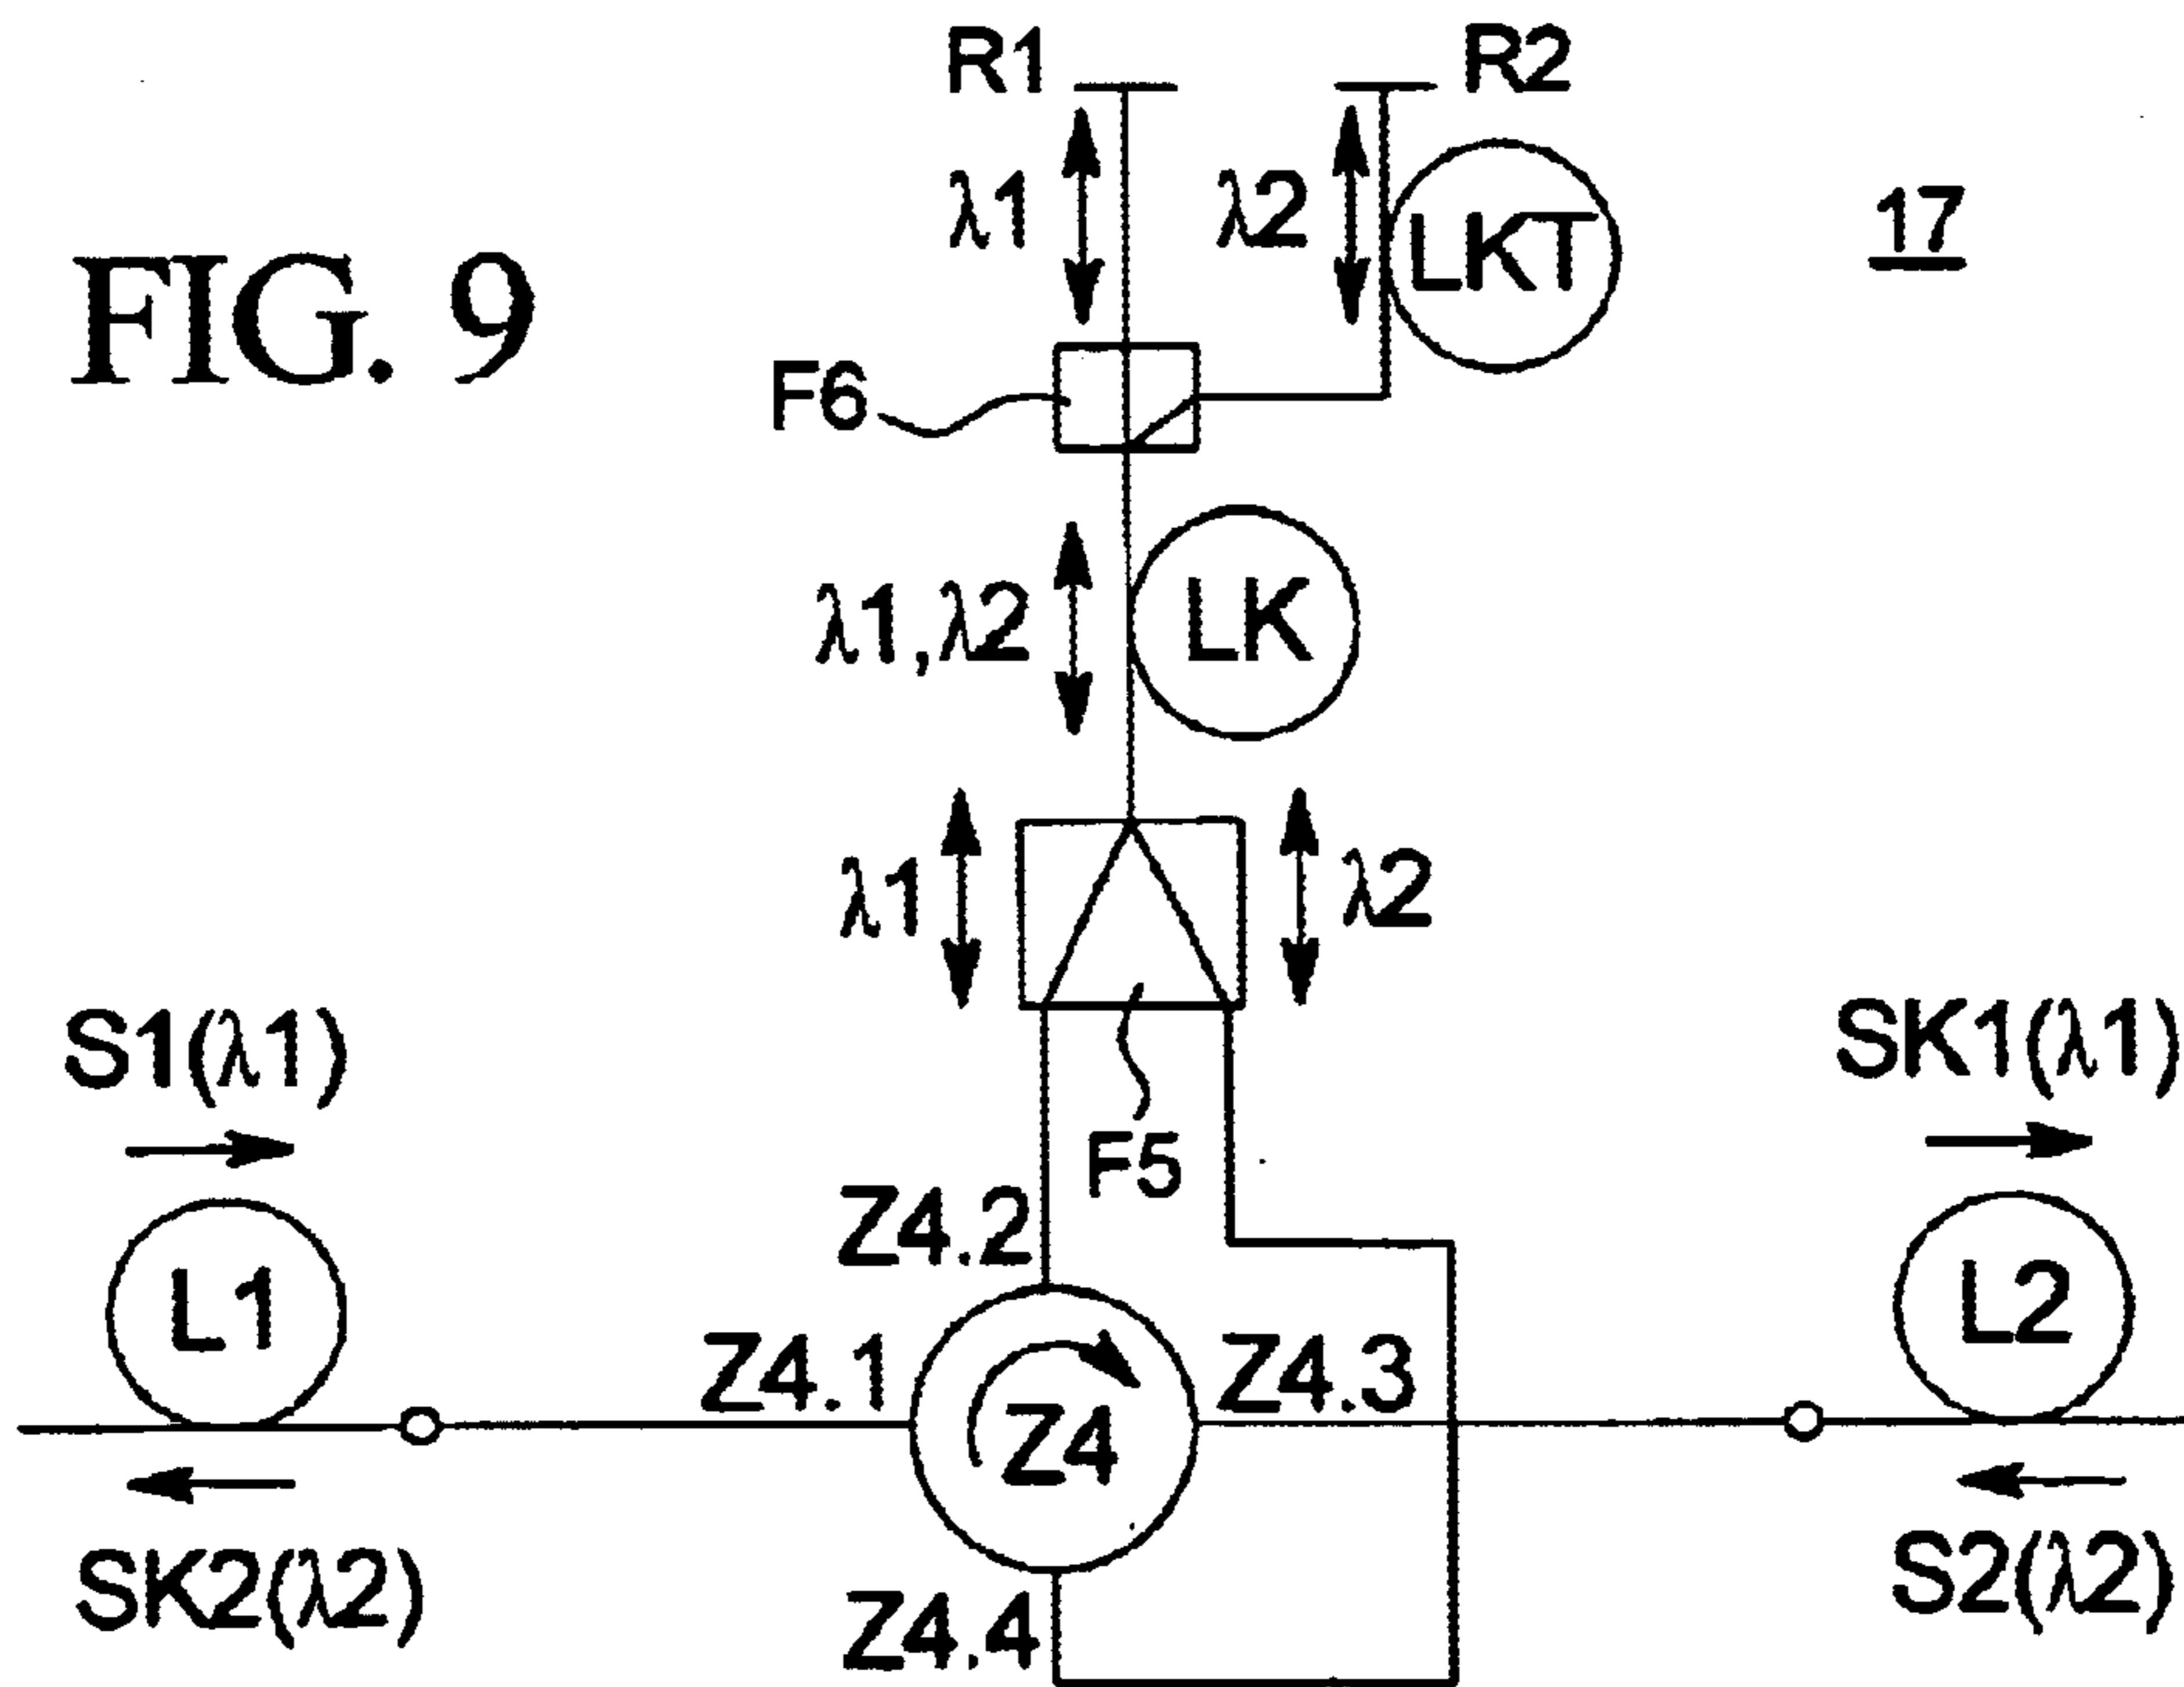 R1
R2
λ1
λ2
LKT
17
FIG. 9
F6
λ1,λ2
LK
λ1
λ2
S1(λ1)
SK1(λ1)
F5
Z4.2
L1
L2
Z4.1
Z4.3
Z4
SK2(λ2)
S2(λ2)
Z4.4